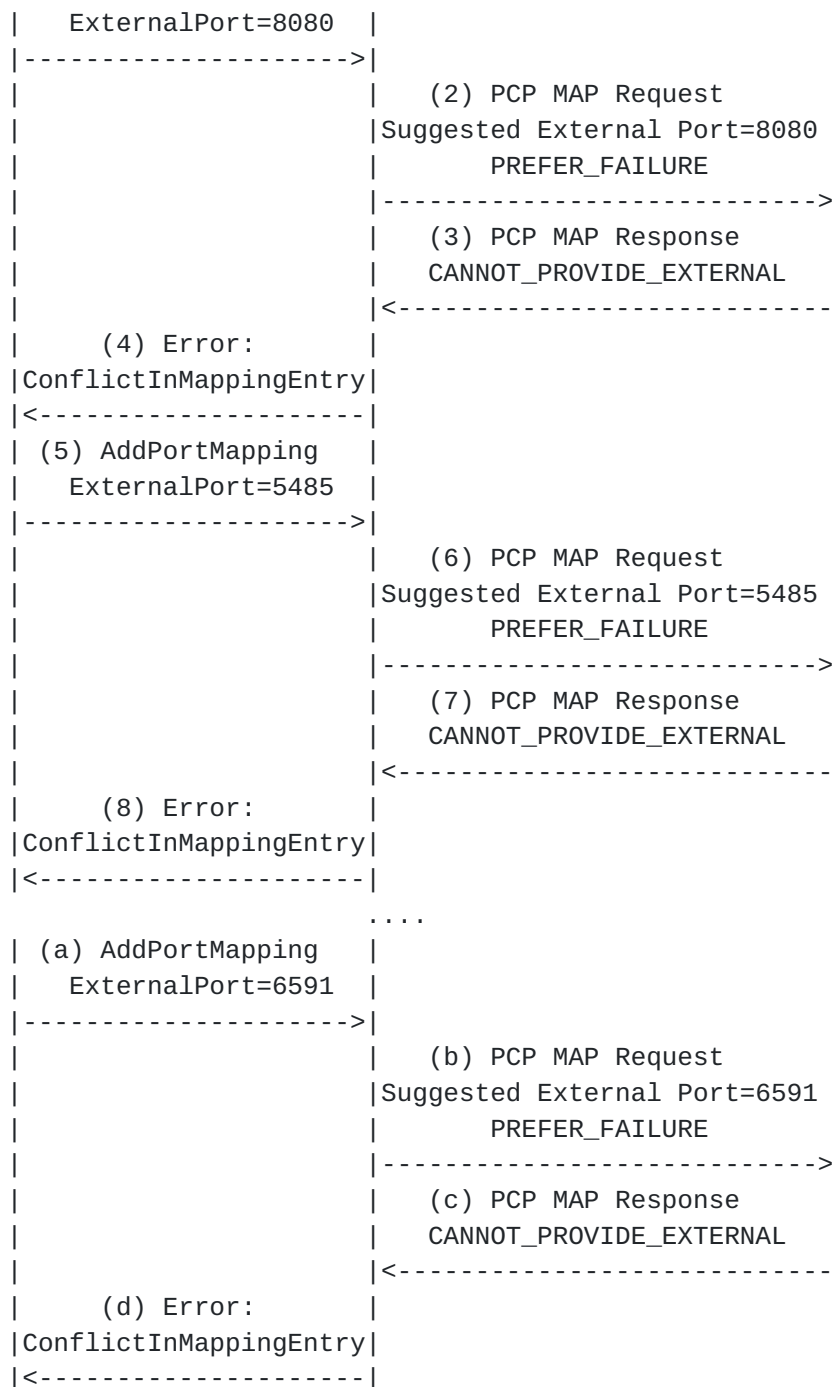 |   ExternalPort=8080  |
|--------------------->|
|                      |   (2) PCP MAP Request
|                      |Suggested External Port=8080
|                      |       PREFER_FAILURE
|                      |---------------------------->
|                      |   (3) PCP MAP Response
|                      |   CANNOT_PROVIDE_EXTERNAL
|                      |<----------------------------
|     (4) Error:       |
|ConflictInMappingEntry|
|<---------------------|
| (5) AddPortMapping   |
|   ExternalPort=5485  |
|--------------------->|
|                      |   (6) PCP MAP Request
|                      |Suggested External Port=5485
|                      |       PREFER_FAILURE
|                      |---------------------------->
|                      |   (7) PCP MAP Response
|                      |   CANNOT_PROVIDE_EXTERNAL
|                      |<----------------------------
|     (8) Error:       |
|ConflictInMappingEntry|
|<---------------------|
                       ....
| (a) AddPortMapping   |
|   ExternalPort=6591  |
|--------------------->|
|                      |   (b) PCP MAP Request
|                      |Suggested External Port=6591
|                      |       PREFER_FAILURE
|                      |---------------------------->
|                      |   (c) PCP MAP Response
|                      |   CANNOT_PROVIDE_EXTERNAL
|                      |<----------------------------
|     (d) Error:       |
|ConflictInMappingEntry|
|<---------------------|